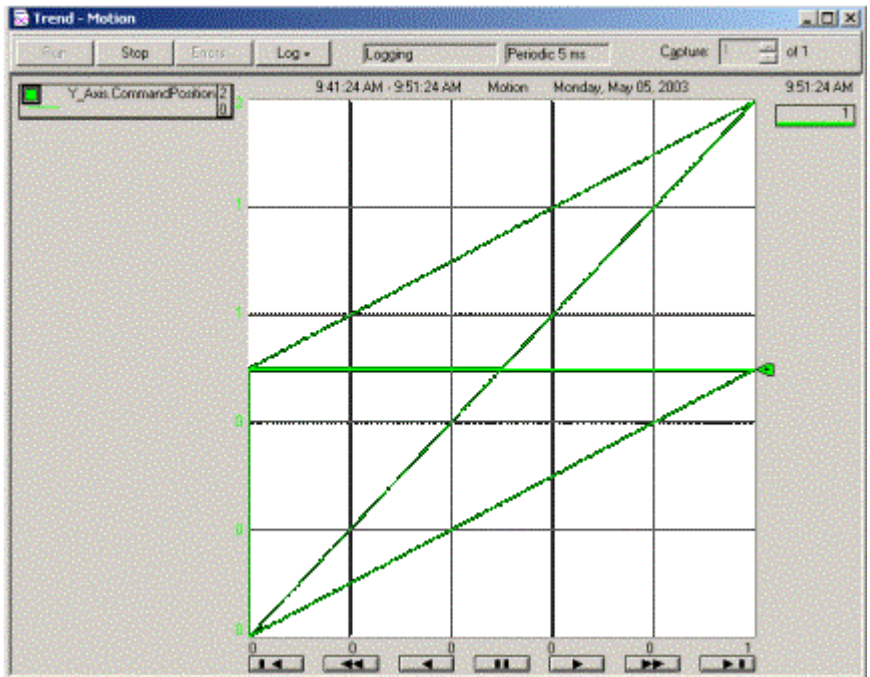 Trend - Motion
Run Stop Errors Log Logging Periodic 5 ms Capture: 1 of 1
Y_Axis.CommandPosition 2
0
9:41:24 AM - 9:51:24 AM Motion Monday, May 05, 2003 9:51:24 AM
1
2
1
1
0
0
0
0 0 0 0 0 1